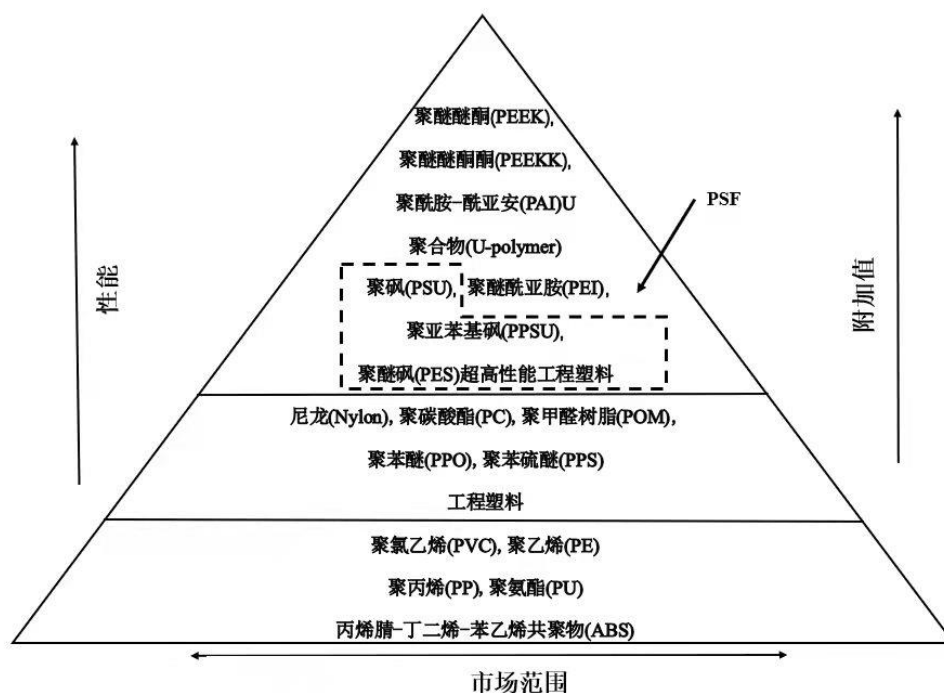 聚醚醚酮(PEEK),
聚醚醚酮酮(PEEKK),
聚酰胺-酰亚安(PAI)U
PSF
聚合物(U-polymer)
聚砜(PSU), 聚醚酰亚胺(PEI),
聚亚苯基砜(PPSU),
聚醚砜(PES)超高性能工程塑料
性能
附加值
尼龙(Nylon), 聚碳酸酯(PC), 聚甲醛树脂(POM),
聚苯醚(PPO), 聚苯硫醚(PPS)
工程塑料
聚氯乙烯(PVC), 聚乙烯(PE)
聚丙烯(PP), 聚氨酯(PU)
丙烯腈-丁二烯-苯乙烯共聚物(ABS)
市场范围